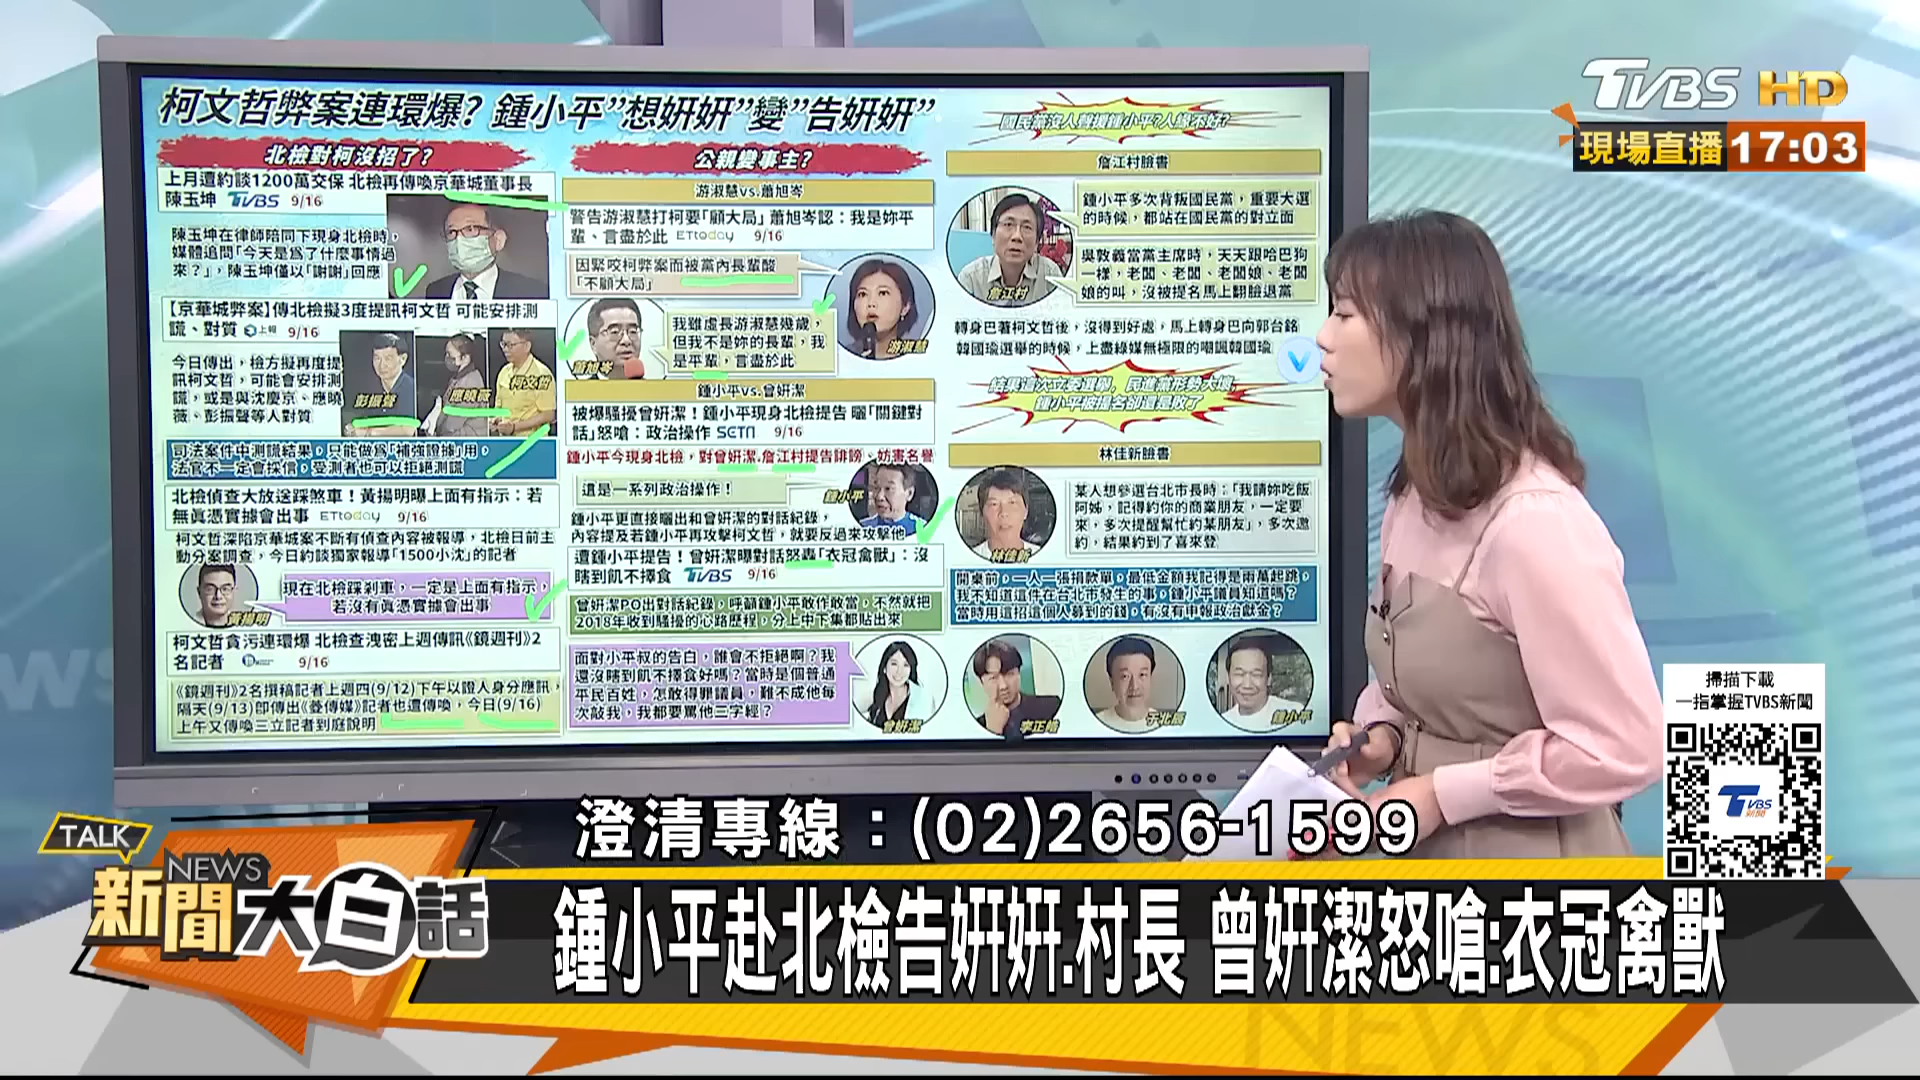 TVBS HD
現場直播 17:03
柯文哲弊案連環爆? 鍾小平"想妍妍"變"告妍妍"
北檢對柯沒招了?
上月遭約談1200萬交保 北檢再傳喚京華城董事長
陳玉坤 TVBS 9/16
陳玉坤在律師陪同下現身北檢時,
媒體追問「今天是為了什麼事情過
來?」, 陳玉坤僅以「謝謝」回應
【京華城弊案】傳北檢擬3度提訊柯文哲 可能安排測
謊、對質 上報 9/16
今日傳出, 檢方擬再度提
訊柯文哲, 可能會安排測
謊, 或是與沈慶京、應曉
薇、彭振聲等人對質
彭振聲
應曉薇
柯文哲
司法案件中測謊結果, 只能做為「補強證據」用,
法官不一定會採信, 受測者也可以拒絕測謊
北檢偵查大放送踩煞車! 黃揚明曝上面有指示: 若
無真憑實據會出事 ETtoday 9/16
柯文哲深陷京華城案不斷有偵查內容被報導, 北檢日前主
動分案調查, 今日約談獨家報導「1500小沈」的記者
現在北檢踩剎車, 一定是上面有指示,
若沒有真憑實據會出事
黃揚明
柯文哲貪污連環爆 北檢查洩密上週傳訊《鏡週刊》2
名記者 9/16
《鏡週刊》2名撰稿記者上週四(9/12)下午以證人身分應訊,
隔天(9/13)即傳出《菱傳媒》記者也遭傳喚, 今日(9/16)
上午又傳喚三立記者到庭說明
公親變事主?
游淑慧vs.蕭旭岑
警告游淑慧打柯要「顧大局」 蕭旭岑認: 我是妳平
輩、言盡於此 ETtoday 9/16
因緊咬柯弊案而被黨內長輩酸
「不顧大局」
游淑慧
我雖虛長游淑慧幾歲,
但我不是妳的長輩, 我
是平輩, 言盡於此
蕭旭岑
鍾小平vs.曾妍潔
被爆騷擾曾妍潔! 鍾小平現身北檢提告 曬「關鍵對
話」怒嗆: 政治操作 SETN 9/16
鍾小平今現身北檢, 對曾妍潔.詹江村提告誹謗、妨害名譽
這是一系列政治操作!
鍾小平
鍾小平更直接曬出和曾妍潔的對話紀錄,
內容提及若鍾小平再攻擊柯文哲, 就要反過來攻擊他
遭鍾小平提告! 曾妍潔曝對話怒轟「衣冠禽獸」: 沒
瞎到飢不擇食 TVBS 9/16
曾妍潔PO出對話紀錄, 呼籲鍾小平敢作敢當, 不然就把
2018年收到騷擾的心路歷程, 分上中下集都貼出來
面對小平叔的告白, 誰會不拒絕啊? 我
還沒瞎到飢不擇食好嗎? 當時是個普通
平民百姓, 怎敢得罪議員, 難不成他每
次敲我, 我都要罵他三字經?
曾妍潔
國民黨沒人聲援鍾小平?人緣不好?
詹江村臉書
鍾小平多次背叛國民黨, 重要大選
的時候, 都站在國民黨的對立面
吳敦義當黨主席時, 天天跟哈巴狗
一樣, 老闆、老闆、老闆娘、老闆
娘的叫, 沒被提名馬上翻臉退黨
詹江村
轉身巴著柯文哲後, 沒得到好處, 馬上轉身巴向郭台銘
韓國瑜選舉的時候, 上盡綠媒無極限的嘲諷韓國瑜
結果這次立委選舉, 民進黨形勢大壞,
鍾小平被提名卻還是敗了
林佳新臉書
某人想參選台北市長時:「我請妳吃飯
阿姊, 記得約你的商業朋友, 一定要
來, 多次提醒幫忙約某朋友」, 多次邀
約, 結果約到了喜來登
林佳新
開桌前, 一人一張捐款單, 最低金額我記得是兩萬起跳,
我不知道這件在台北市發生的事, 鍾小平議員知道嗎?
當時用這招這個人募到的錢, 有沒有申報政治獻金?
李正皓
于北辰
鍾小平
掃描下載
一指掌握TVBS新聞
TVBS
新聞
澄清專線:(02)2656-1599
TALK
NEWS
新聞大白話
鍾小平赴北檢告妍妍.村長 曾妍潔怒嗆:衣冠禽獸
NEWS